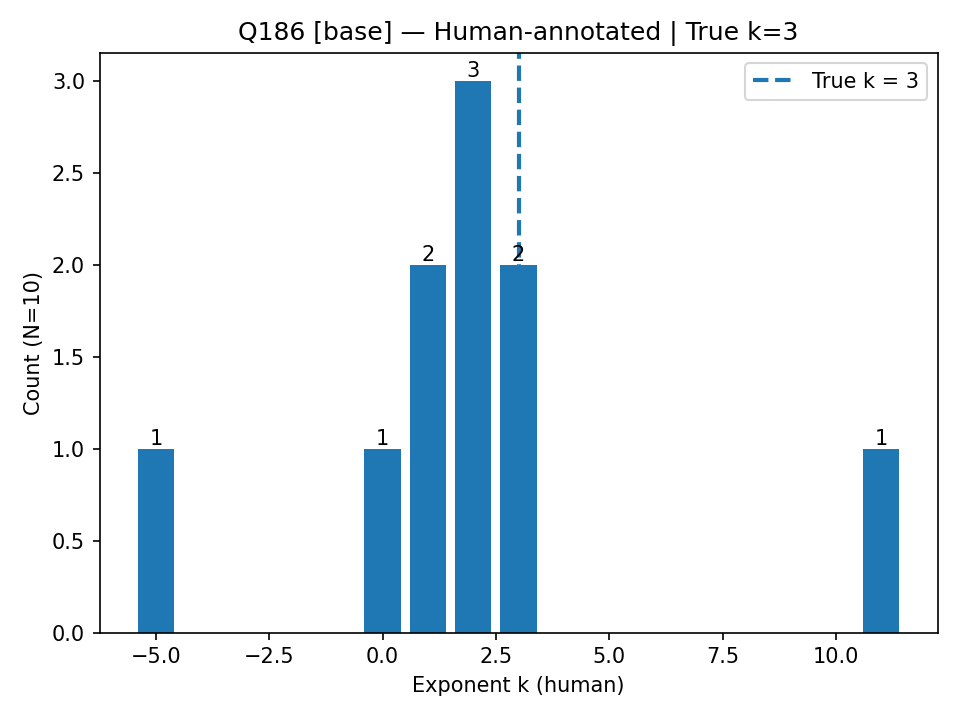 Q186 [base] — Human-annotated | True k=3
True k = 3
3
2
2
1
1
1
3.0
2.5
2.0
1.5
1.0
0.5
0.0
Count (N=10)
−5.0 −2.5 0.0 2.5 5.0 7.5 10.0
Exponent k (human)